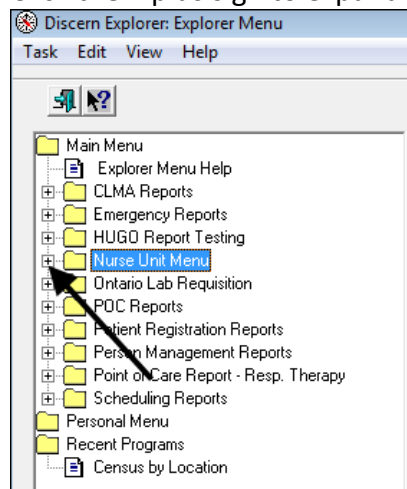 Discern Explorer: Explorer Menu
Task Edit View Help
Main Menu
Explorer Menu Help
CLMA Reports
Emergency Reports
HUGO Report Testing
Nurse Unit Menu
Ontario Lab Requisition
POC Reports
Patient Registration Reports
Person Management Reports
Point of Care Report - Resp. Therapy
Scheduling Reports
Personal Menu
Recent Programs
Census by Location